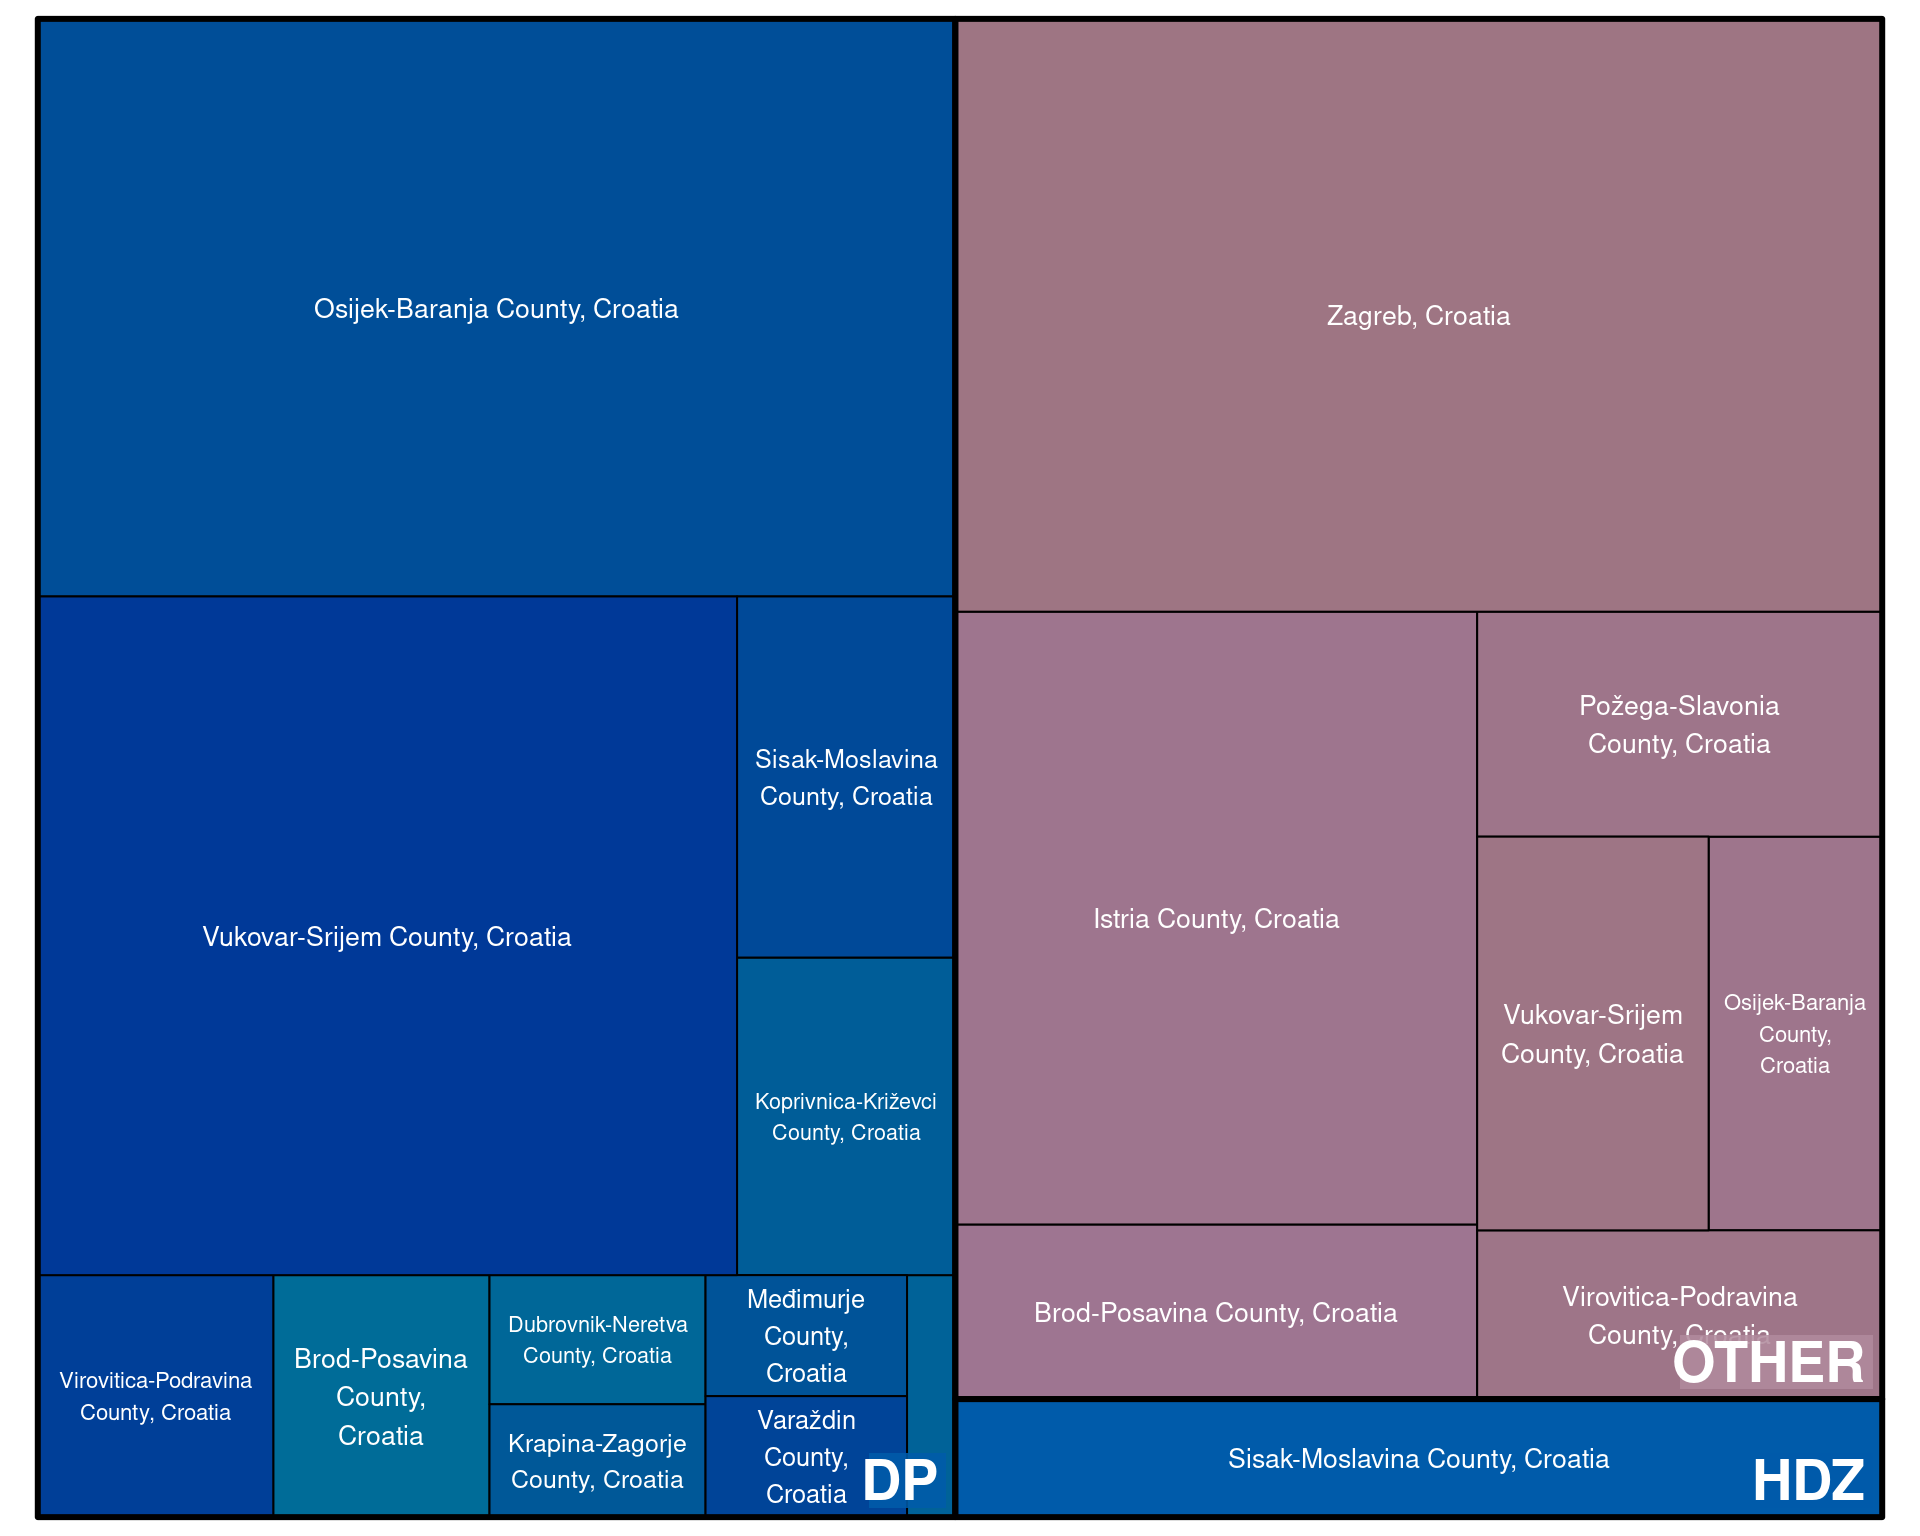 Osijek-Baranja County, Croatia
Vukovar-Srijem County, Croatia
Sisak-Moslavina
County, Croatia
Koprivnica-Križevci
County, Croatia
Virovitica-Podravina
County, Croatia
Brod-Posavina
County,
Croatia
Dubrovnik-Neretva
County, Croatia
Krapina-Zagorje
County, Croatia
Međimurje
County,
Croatia
Varaždin
County,
Croatia
DP
Zagreb, Croatia
Istria County, Croatia
Požega-Slavonia
County, Croatia
Vukovar-Srijem
County, Croatia
Osijek-Baranja
County,
Croatia
Brod-Posavina County, Croatia
Virovitica-Podravina
County, Croatia
OTHER
Sisak-Moslavina County, Croatia
HDZ